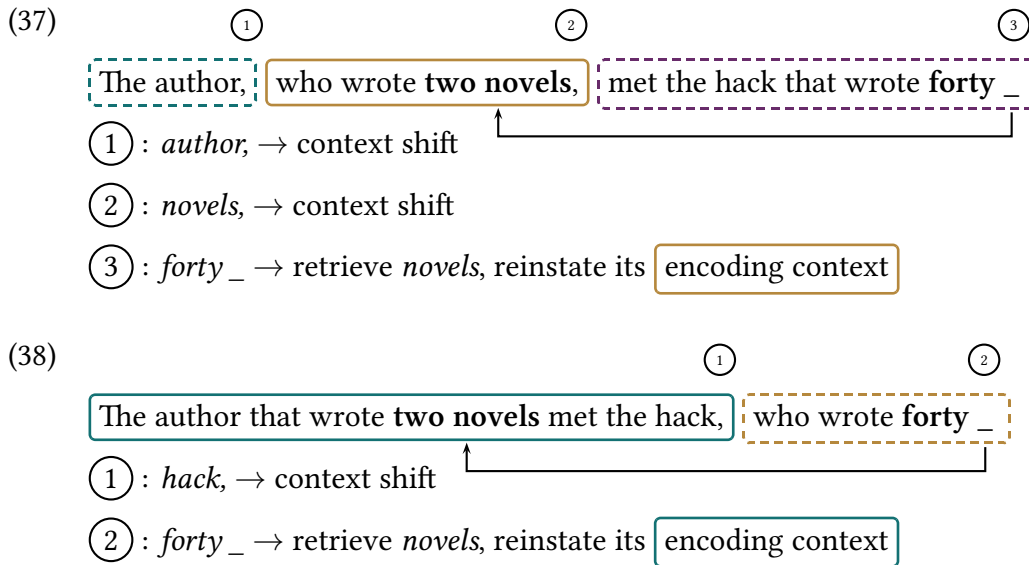 (37) ① ② ③
The author, who wrote two novels, met the hack that wrote forty _
① : author, → context shift
② : novels, → context shift
③ : forty _ → retrieve novels, reinstate its encoding context
(38) ① ②
The author that wrote two novels met the hack, who wrote forty _
① : hack, → context shift
② : forty _ → retrieve novels, reinstate its encoding context